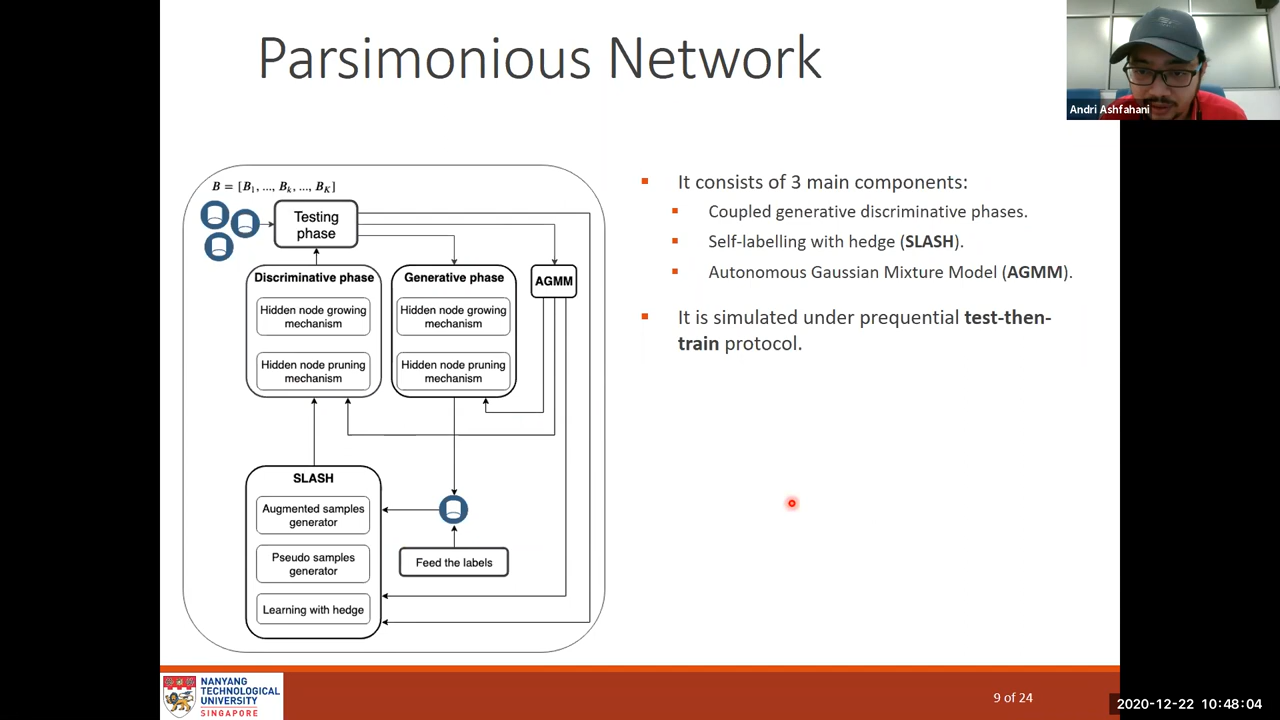 Parsimonious Network
Andri Ashfahani
B = [B1, ..., Bk, ..., BK]
Testing
phase
Discriminative phase
Hidden node growing
mechanism
Hidden node pruning
mechanism
Generative phase
Hidden node growing
mechanism
Hidden node pruning
mechanism
AGMM
SLASH
Augmented samples
generator
Pseudo samples
generator
Learning with hedge
Feed the labels
▪ It consists of 3 main components:
▪ Coupled generative discriminative phases.
▪ Self-labelling with hedge (SLASH).
▪ Autonomous Gaussian Mixture Model (AGMM).
▪ It is simulated under prequential test-then-
train protocol.
NANYANG
TECHNOLOGICAL
UNIVERSITY
SINGAPORE
9 of 24
2020-12-22 10:48:04